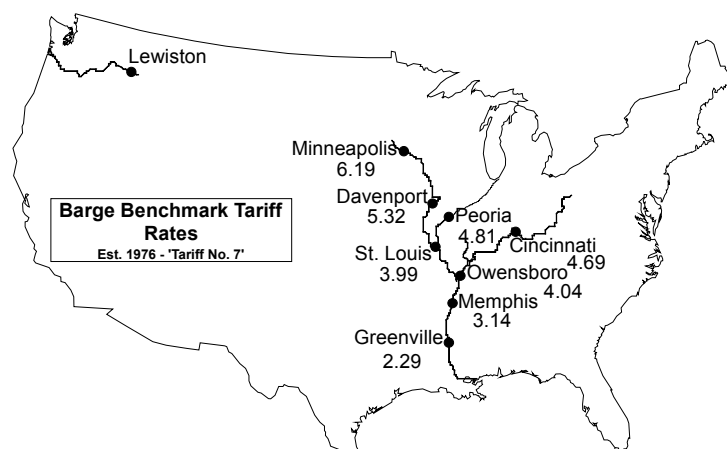 Lewiston
Minneapolis
6.19
Davenport
5.32
Barge Benchmark Tariff
Rates
Est. 1976 - 'Tariff No. 7'
Peoria
4.81
Cincinnati
4.69
St. Louis
3.99
Owensboro
4.04
Memphis
3.14
Greenville
2.29